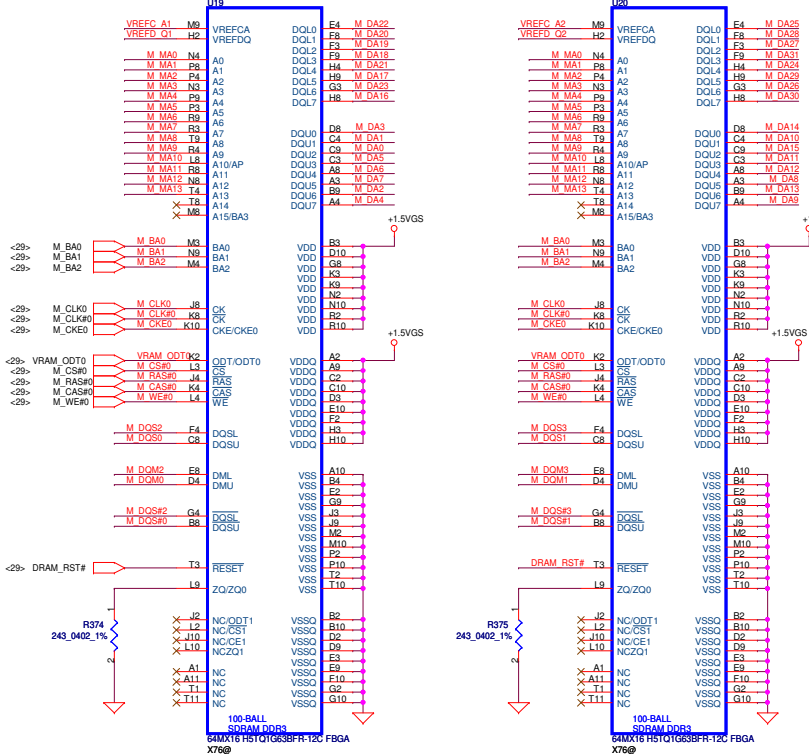 U19 U20
VREFC_A1 M9 VREFCA DQL0 E4 M_DA22
VREFD_Q1 H2 VREFDQ DQL1 F8 M_DA20
DQL2 F3 M_DA19
M_MA0 N4 A0 DQL3 F9 M_DA18
M_MA1 P8 A1 DQL4 H4 M_DA21
M_MA2 P4 A2 DQL5 H9 M_DA17
M_MA3 N3 A3 DQL6 G3 M_DA23
M_MA4 P9 A4 DQL7 H8 M_DA16
M_MA5 P3 A5
M_MA6 R9 A6
M_MA7 R3 A7 DQU0 D8 M_DA3
M_MA8 T9 A8 DQU1 C4 M_DA1
M_MA9 R4 A9 DQU2 C9 M_DA0
M_MA10 L8 A10/AP DQU3 C3 M_DA5
M_MA11 R8 A11 DQU4 A8 M_DA6
M_MA12 N8 A12 DQU5 A3 M_DA7
M_MA13 T4 A13 DQU6 B9 M_DA2
T8 A14 DQU7 A4 M_DA4
M8 A15/BA3
+1.5VGS
<29> M_BA0 M_BA0 M3 BA0 VDD B3
<29> M_BA1 M_BA1 N9 BA1 VDD D10
<29> M_BA2 M_BA2 M4 BA2 VDD G8
VDD K3
VDD K9
VDD N2
<29> M_CLK0 M_CLK0 J8 CK VDD N10
<29> M_CLK#0 M_CLK#0 K8 CK VDD R2
<29> M_CKE0 M_CKE0 K10 CKE/CKE0 VDD R10
+1.5VGS
<29> VRAM_ODT0 VRAM_ODT0 K2 ODT/ODT0 VDDQ A2
<29> M_CS#0 M_CS#0 L3 CS VDDQ A9
<29> M_RAS#0 M_RAS#0 J4 RAS VDDQ C2
<29> M_CAS#0 M_CAS#0 K4 CAS VDDQ C10
<29> M_WE#0 M_WE#0 L4 WE VDDQ D3
VDDQ E10
VDDQ F2
M_DQS2 F4 DQSL VDDQ H3
M_DQS0 C8 DQSU VDDQ H10
M_DQM2 E8 DML VSS A10
M_DQM0 D4 DMU VSS B4
VSS E2
VSS G9
M_DQS#2 G4 DQSL VSS J3
M_DQS#0 B8 DQSU VSS J9
VSS M2
VSS M10
VSS P2
<29> DRAM_RST# T3 RESET VSS P10
VSS T2
L9 ZQ/ZQ0 VSS T10
1
R374
243_0402_1%
2
J2 NC/ODT1 VSSQ B2
L2 NC/CS1 VSSQ B10
J10 NC/CE1 VSSQ D2
L10 NCZQ1 VSSQ D9
VSSQ E3
A1 NC VSSQ E9
A11 NC VSSQ F10
T1 NC VSSQ G2
T11 NC VSSQ G10
100-BALL
SDRAM DDR3
64MX16 H5TQ1G63BFR-12C FBGA
X76@
VREFC_A2 M9 VREFCA DQL0 E4 M_DA25
VREFD_Q2 H2 VREFDQ DQL1 F8 M_DA28
DQL2 F3 M_DA27
M_MA0 N4 A0 DQL3 F9 M_DA31
M_MA1 P8 A1 DQL4 H4 M_DA24
M_MA2 P4 A2 DQL5 H9 M_DA29
M_MA3 N3 A3 DQL6 G3 M_DA26
M_MA4 P9 A4 DQL7 H8 M_DA30
M_MA5 P3 A5
M_MA6 R9 A6
M_MA7 R3 A7 DQU0 D8 M_DA14
M_MA8 T9 A8 DQU1 C4 M_DA10
M_MA9 R4 A9 DQU2 C9 M_DA15
M_MA10 L8 A10/AP DQU3 C3 M_DA11
M_MA11 R8 A11 DQU4 A8 M_DA12
M_MA12 N8 A12 DQU5 A3 M_DA8
M_MA13 T4 A13 DQU6 B9 M_DA13
T8 A14 DQU7 A4 M_DA9
M8 A15/BA3
M_BA0 M3 BA0 VDD B3
M_BA1 N9 BA1 VDD D10
M_BA2 M4 BA2 VDD G8
VDD K3
VDD K9
VDD N2
M_CLK0 J8 CK VDD N10
M_CLK#0 K8 CK VDD R2
M_CKE0 K10 CKE/CKE0 VDD R10
+1.5VGS
VRAM_ODT0 K2 ODT/ODT0 VDDQ A2
M_CS#0 L3 CS VDDQ A9
M_RAS#0 J4 RAS VDDQ C2
M_CAS#0 K4 CAS VDDQ C10
M_WE#0 L4 WE VDDQ D3
VDDQ E10
VDDQ F2
M_DQS3 F4 DQSL VDDQ H3
M_DQS1 C8 DQSU VDDQ H10
M_DQM3 E8 DML VSS A10
M_DQM1 D4 DMU VSS B4
VSS E2
VSS G9
M_DQS#3 G4 DQSL VSS J3
M_DQS#1 B8 DQSU VSS J9
VSS M2
VSS M10
VSS P2
DRAM_RST# T3 RESET VSS P10
VSS T2
L9 ZQ/ZQ0 VSS T10
1
R375
243_0402_1%
2
J2 NC/ODT1 VSSQ B2
L2 NC/CS1 VSSQ B10
J10 NC/CE1 VSSQ D2
L10 NCZQ1 VSSQ D9
VSSQ E3
A1 NC VSSQ E9
A11 NC VSSQ F10
T1 NC VSSQ G2
T11 NC VSSQ G10
100-BALL
SDRAM DDR3
64MX16 H5TQ1G63BFR-12C FBGA
X76@